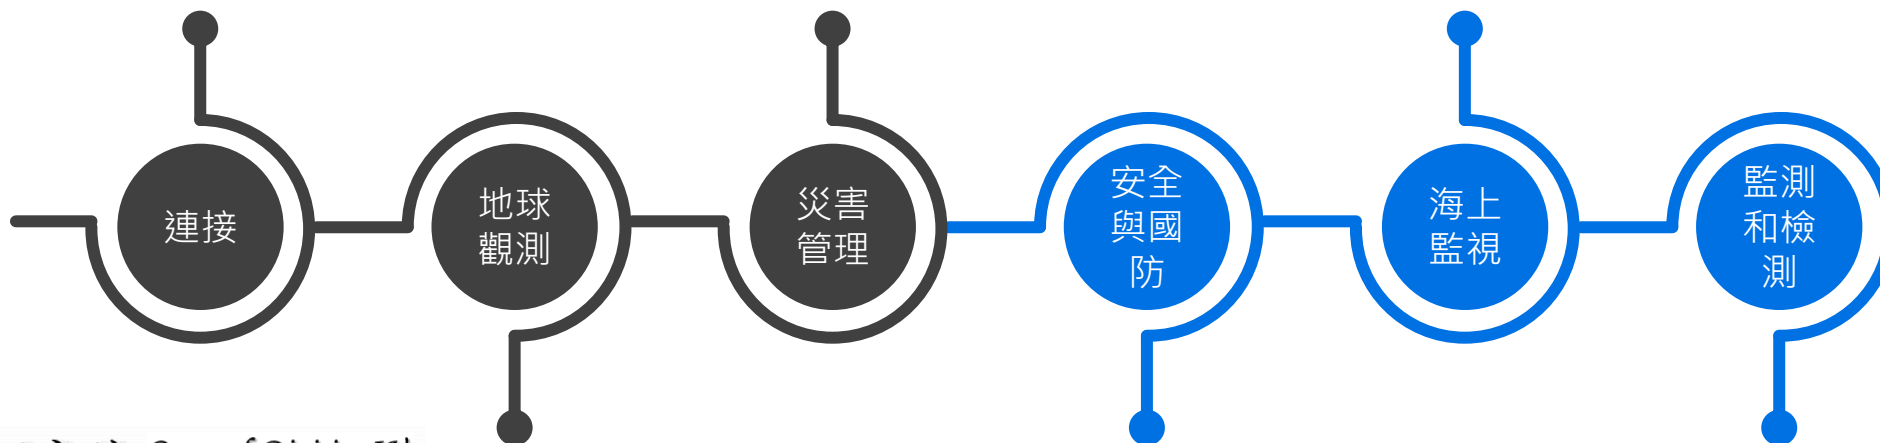 連接
地球
觀測
災害
管理
安全
與國
防
海上
監視
監測
和檢
測